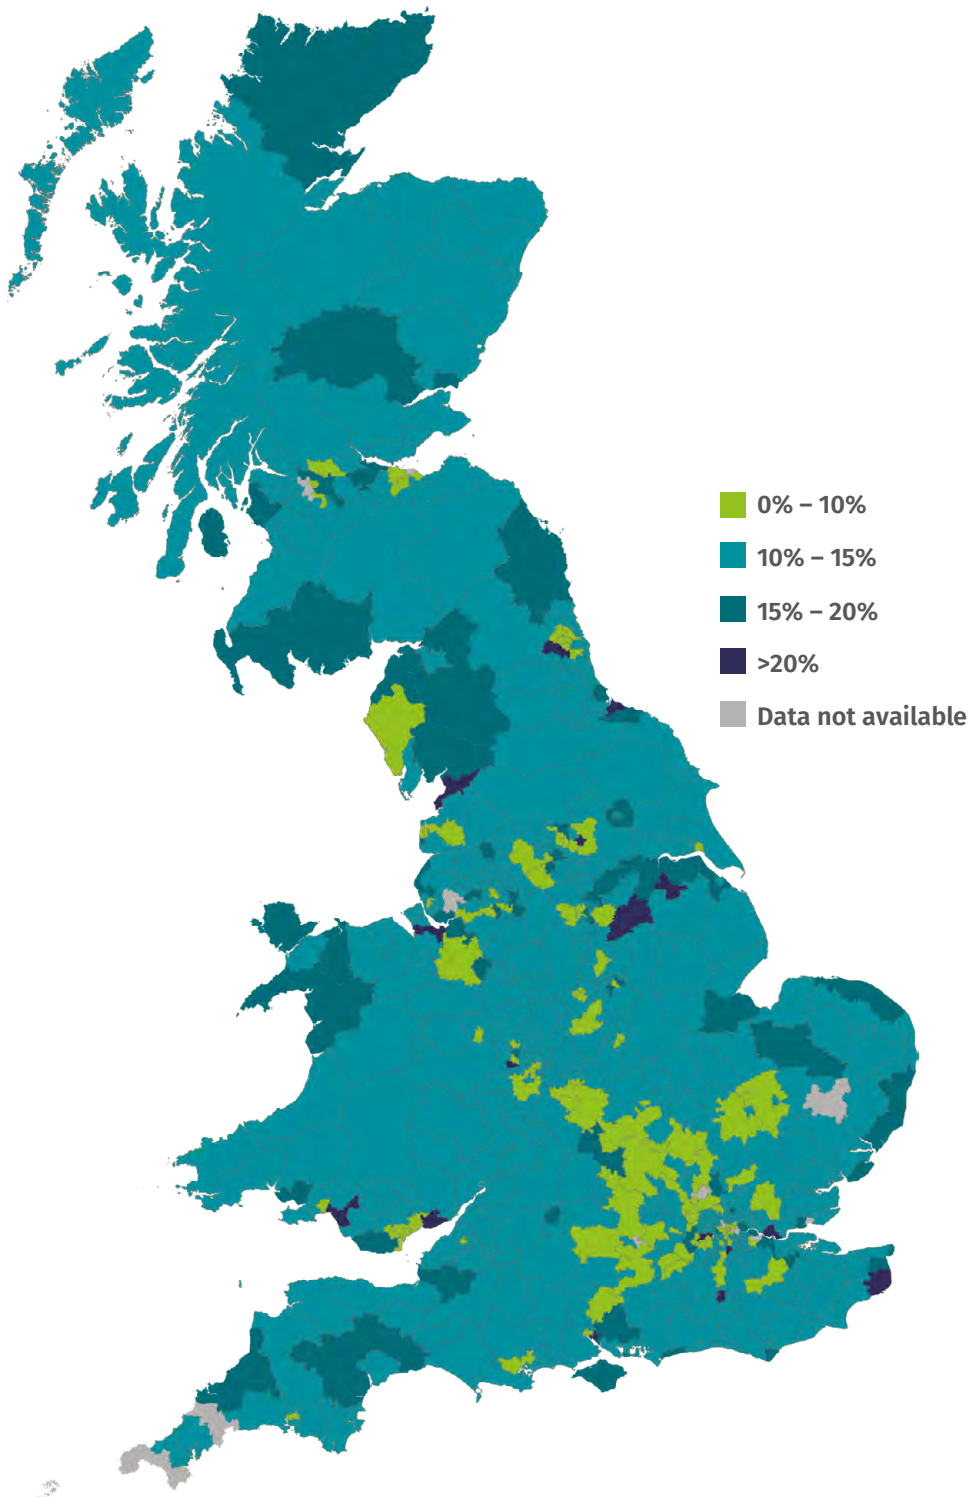 0% – 10%
10% – 15%
15% – 20%
>20%
Data not available